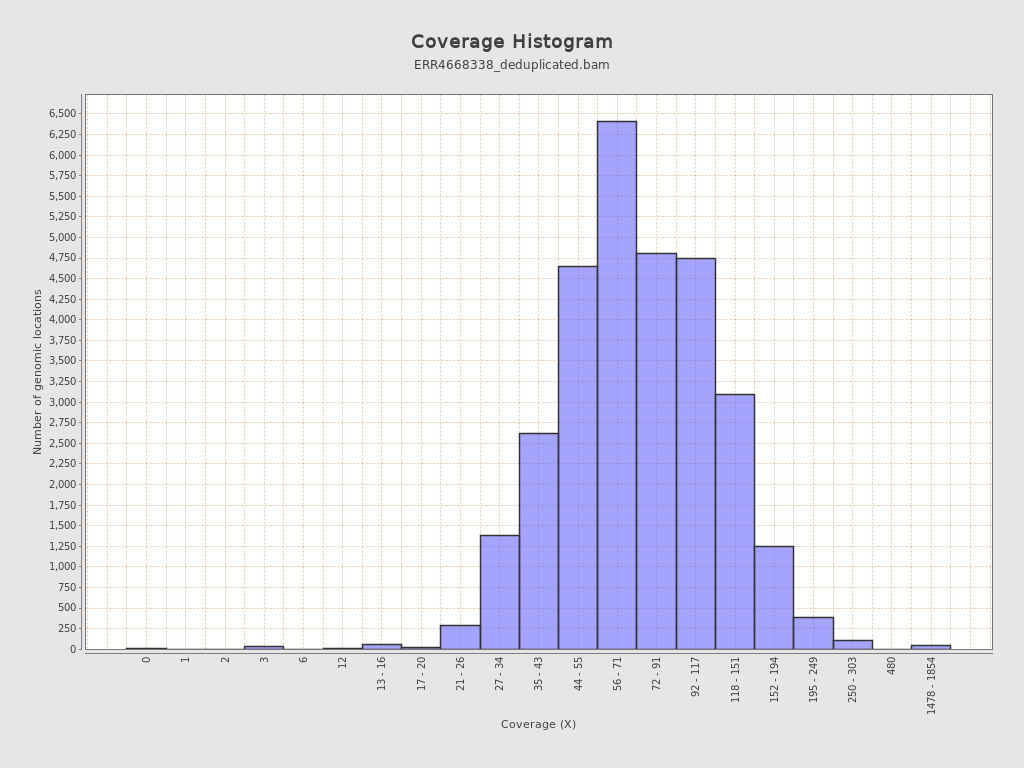 Coverage Histogram
ERR4668338_deduplicated.bam
Number of genomic locations
6,500
6,250
6,000
5,750
5,500
5,250
5,000
4,750
4,500
4,250
4,000
3,750
3,500
3,250
3,000
2,750
2,500
2,250
2,000
1,750
1,500
1,250
1,000
750
500
250
0
0
1
2
3
6
12
13 - 16
17 - 20
21 - 26
27 - 34
35 - 43
44 - 55
56 - 71
72 - 91
92 - 117
118 - 151
152 - 194
195 - 249
250 - 303
480
1478 - 1854
Coverage (X)